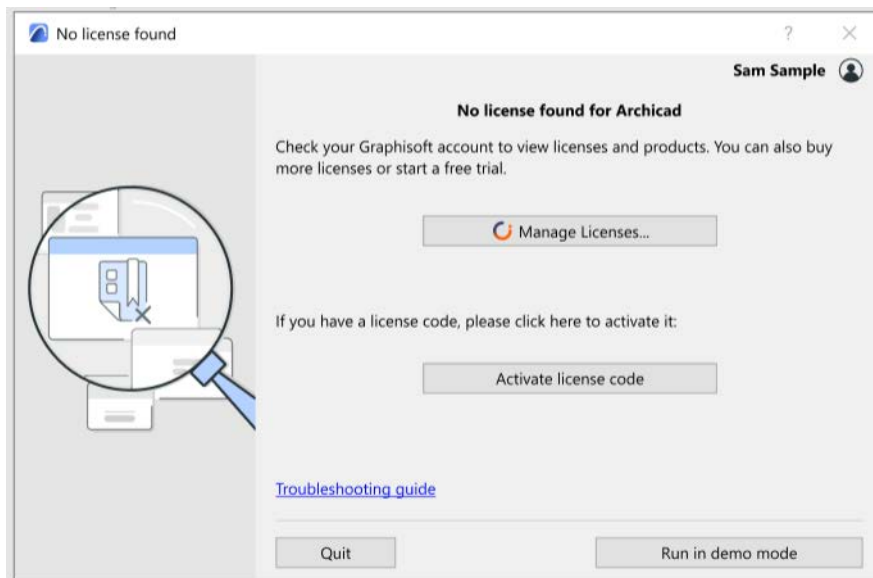 No license found
?
Sam Sample
No license found for Archicad
Check your Graphisoft account to view licenses and products. You can also buy
more licenses or start a free trial.
Manage Licenses...
If you have a license code, please click here to activate it:
Activate license code
Troubleshooting guide
Quit
Run in demo mode